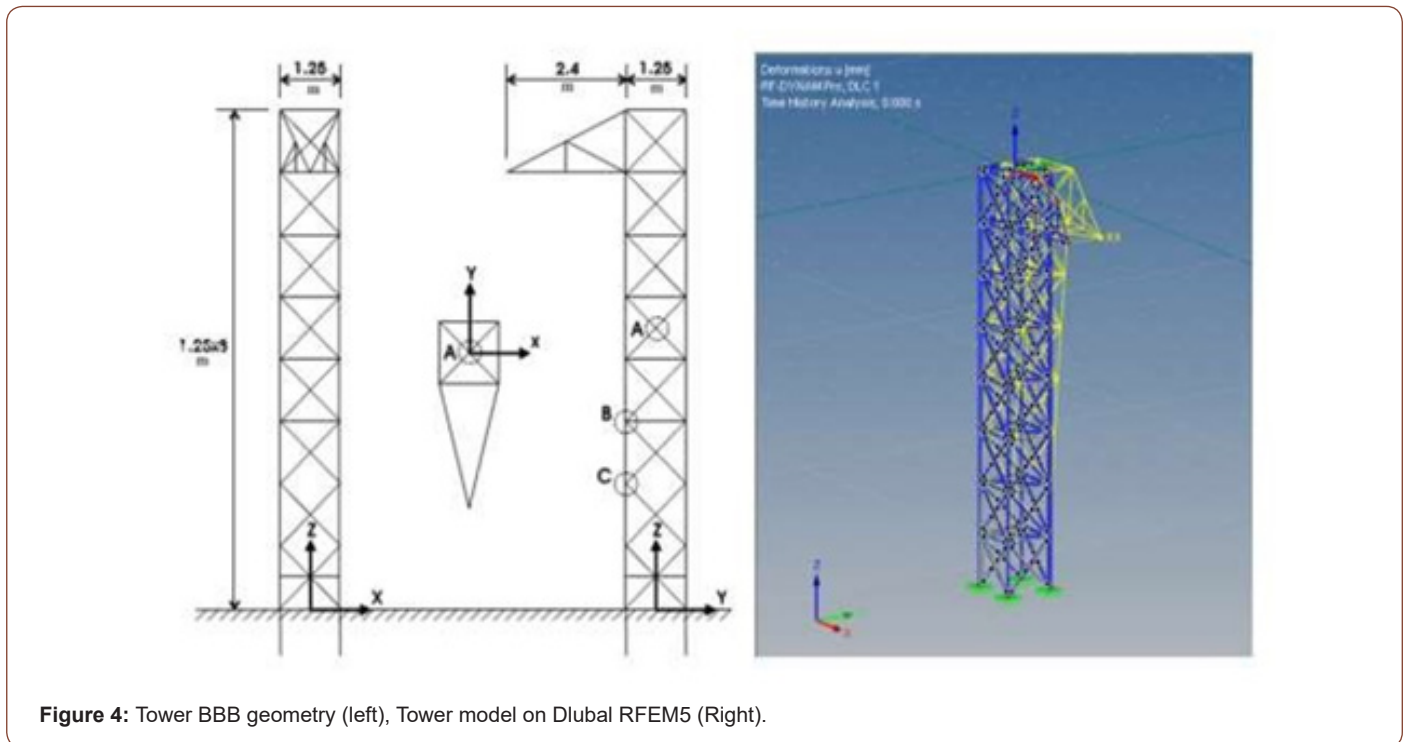 1.25
m
2.4
m
1.25
m
Deformations u [mm]
RF-DYNAM Pro, DLC 1
Time History Analysis, 0.000 s
Z
Y
A
X
A
1.25x8
m
B
C
Z
X
Z
Y
Z
X
Figure 4: Tower BBB geometry (left), Tower model on Dlubal RFEM5 (Right).